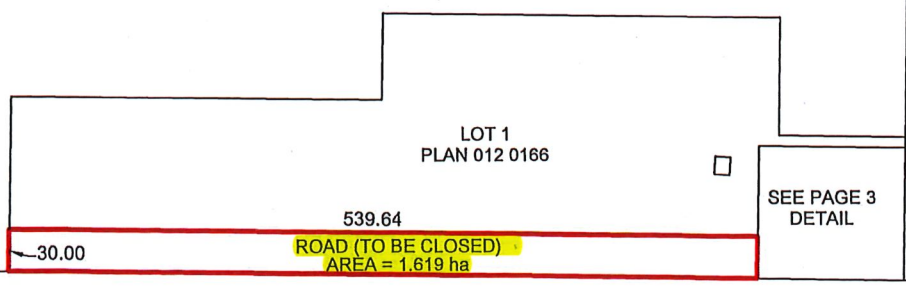 LOT 1
PLAN 012 0166
SEE PAGE 3
DETAIL
539.64
30.00
ROAD (TO BE CLOSED)
AREA = 1.619 ha